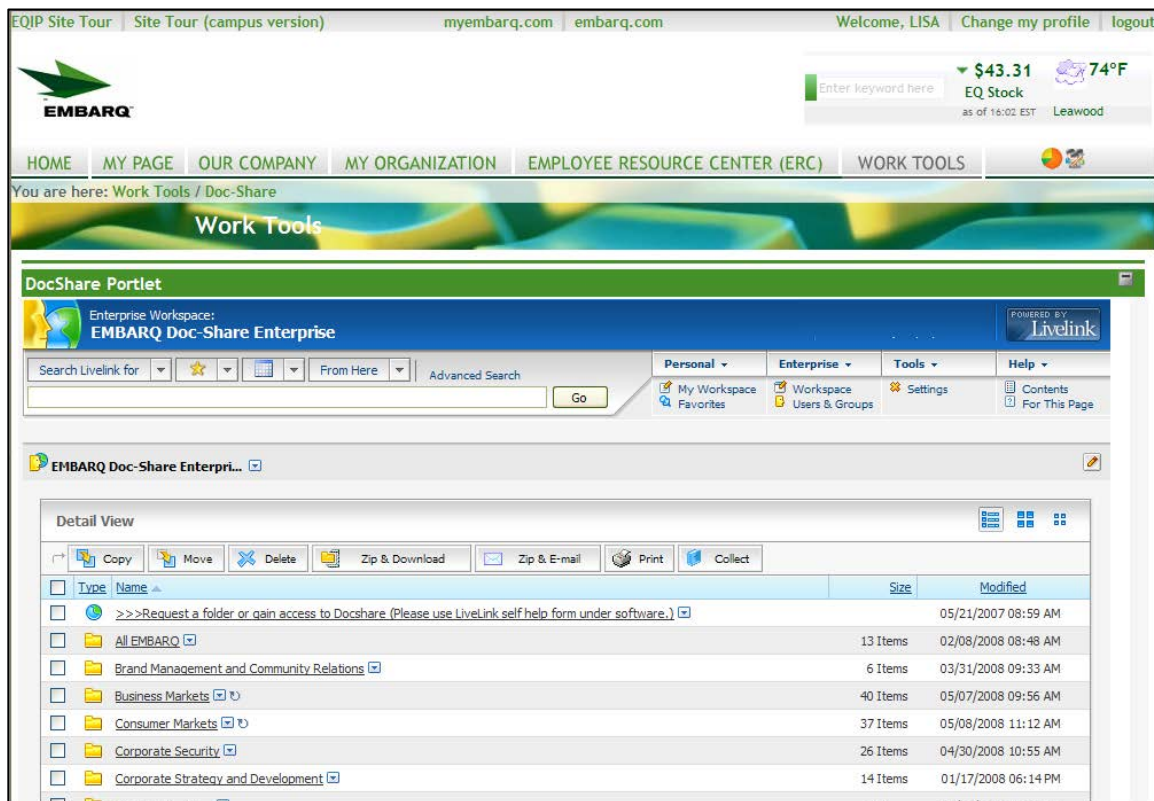 EQIP Site Tour Site Tour (campus version) myembarq.com embarq.com Welcome, LISA Change my profile logout
EMBARQ
Enter keyword here $43.31 74°F
EQ Stock
as of 16:02 EST Leawood
HOME MY PAGE OUR COMPANY MY ORGANIZATION EMPLOYEE RESOURCE CENTER (ERC) WORK TOOLS
You are here: Work Tools / Doc-Share
Work Tools
DocShare Portlet
Enterprise Workspace:
EMBARQ Doc-Share Enterprise
POWERED BY
Livelink
Search Livelink for From Here Advanced Search
Go
Personal Enterprise Tools Help
My Workspace Workspace Settings Contents
Favorites Users & Groups For This Page
EMBARQ Doc-Share Enterpri...
Detail View
Copy Move Delete Zip & Download Zip & E-mail Print Collect
Type Name Size Modified
>>>Request a folder or gain access to Docshare (Please use LiveLink self help form under software.) 05/21/2007 08:59 AM
All EMBARQ 13 Items 02/08/2008 08:48 AM
Brand Management and Community Relations 6 Items 03/31/2008 09:33 AM
Business Markets 40 Items 05/07/2008 09:56 AM
Consumer Markets 37 Items 05/08/2008 11:12 AM
Corporate Security 26 Items 04/30/2008 10:55 AM
Corporate Strategy and Development 14 Items 01/17/2008 06:14 PM